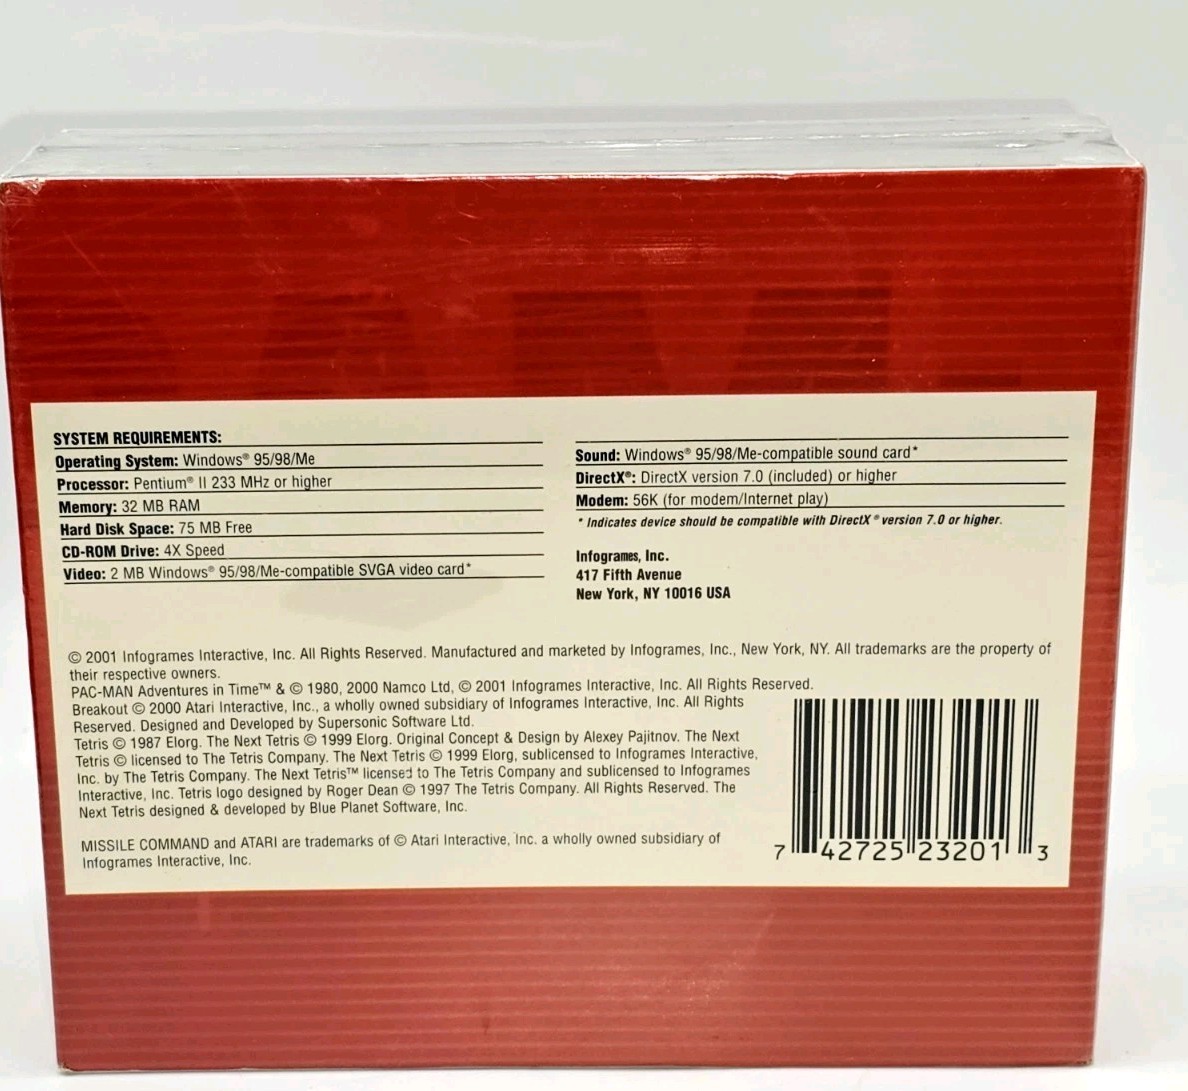 SYSTEM REQUIREMENTS:
Operating System: Windows® 95/98/Me
Processor: Pentium® II 233 MHz or higher
Memory: 32 MB RAM
Hard Disk Space: 75 MB Free
CD-ROM Drive: 4X Speed
Video: 2 MB Windows® 95/98/Me-compatible SVGA video card*
Sound: Windows® 95/98/Me-compatible sound card*
DirectX®: DirectX version 7.0 (included) or higher
Modem: 56K (for modem/Internet play)
* Indicates device should be compatible with DirectX® version 7.0 or higher.
Infogrames, Inc.
417 Fifth Avenue
New York, NY 10016 USA
© 2001 Infogrames Interactive, Inc. All Rights Reserved. Manufactured and marketed by Infogrames, Inc., New York, NY. All trademarks are the property of
their respective owners.
PAC-MAN Adventures in Time™ & © 1980, 2000 Namco Ltd, © 2001 Infogrames Interactive, Inc. All Rights Reserved.
Breakout © 2000 Atari Interactive, Inc., a wholly owned subsidiary of Infogrames Interactive, Inc. All Rights
Reserved. Designed and Developed by Supersonic Software Ltd.
Tetris © 1987 Elorg. The Next Tetris © 1999 Elorg. Original Concept & Design by Alexey Pajitnov. The Next
Tetris © licensed to The Tetris Company. The Next Tetris © 1999 Elorg, sublicensed to Infogrames Interactive,
Inc. by The Tetris Company. The Next Tetris™ licensed to The Tetris Company and sublicensed to Infogrames
Interactive, Inc. Tetris logo designed by Roger Dean © 1997 The Tetris Company. All Rights Reserved. The
Next Tetris designed & developed by Blue Planet Software, Inc.
MISSILE COMMAND and ATARI are trademarks of © Atari Interactive, Inc. a wholly owned subsidiary of
Infogrames Interactive, Inc.
7 42725 23201 3